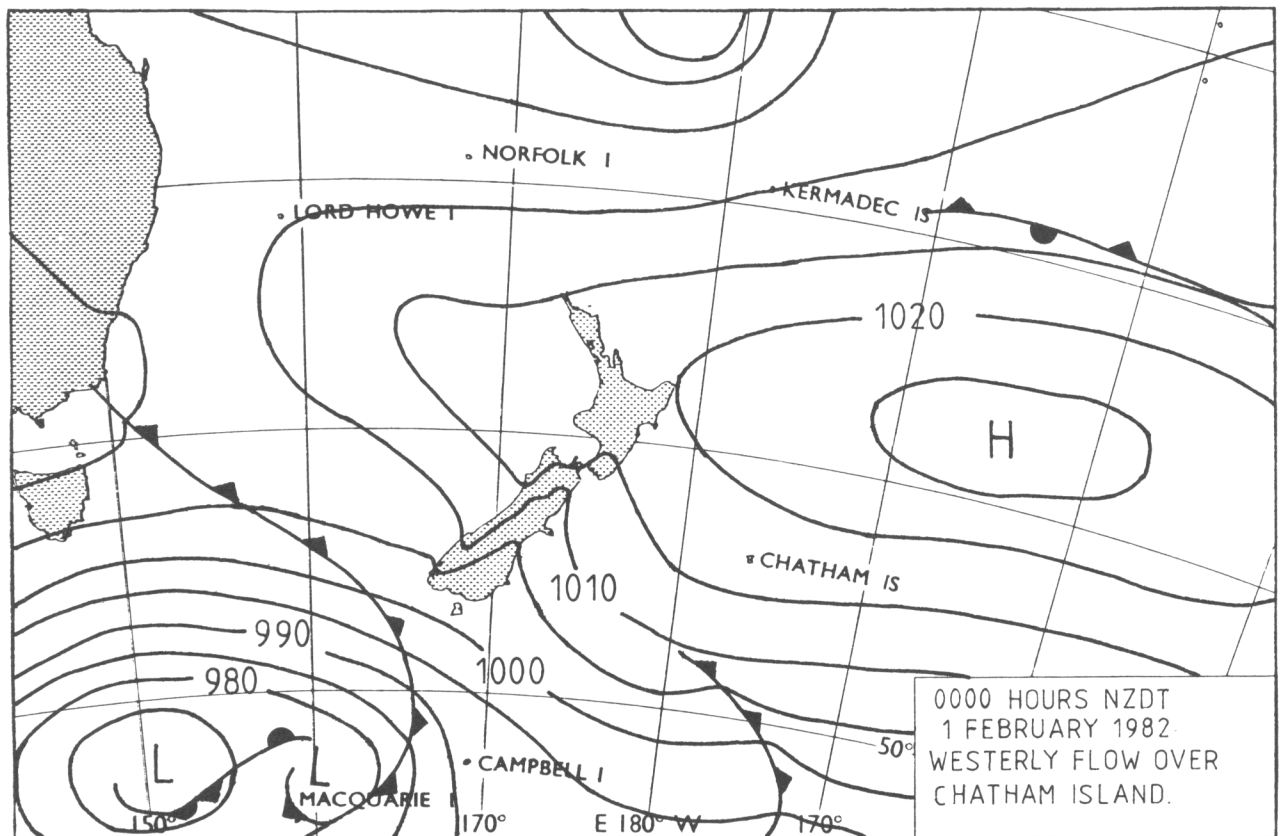 NORFOLK I
KERMADEC IS
LORD HOWE I
1020
H
CHATHAM IS
1010
990
1000
980
50°
L
L
CAMPBELL I
MACQUARIE I
150°
170°
E 180° W
170°
0000 HOURS NZDT
1 FEBRUARY 1982
WESTERLY FLOW OVER
CHATHAM ISLAND.